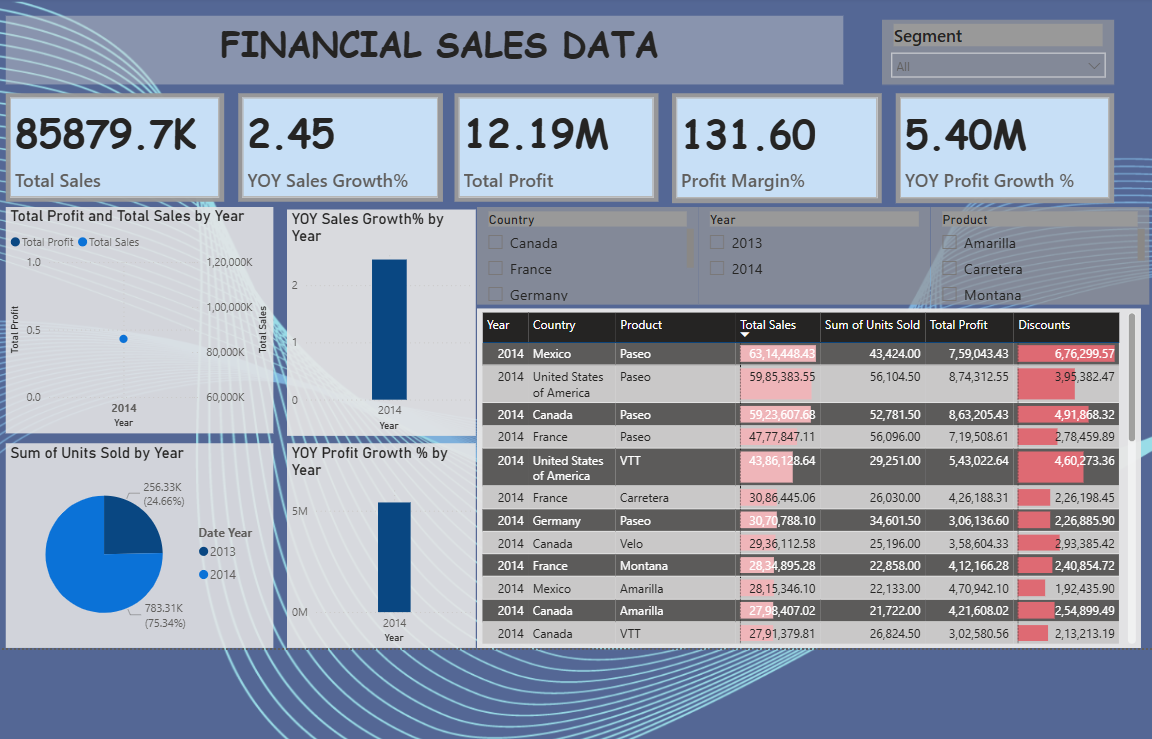 FINANCIAL SALES DATA
Segment
All
85879.7K
Total Sales
2.45
YOY Sales Growth%
12.19M
Total Profit
131.60
Profit Margin%
5.40M
YOY Profit Growth %
Total Profit and Total Sales by Year
Total Profit Total Sales
1.0
0.5
0.0
Total Profit
1,20,000K
1,00,000K
80,000K
60,000K
Total Sales
2014
Year
YOY Sales Growth% by
Year
2
1
0
2014
Year
Country
Canada
France
Germany
Year
2013
2014
Product
Amarilla
Carretera
Montana
Sum of Units Sold by Year
256.33K
(24.66%)
783.31K
(75.34%)
Date Year
2013
2014
YOY Profit Growth % by
Year
5M
0M
2014
Year
Year Country Product Total Sales Sum of Units Sold Total Profit Discounts
2014 Mexico Paseo 63,14,448.43 43,424.00 7,59,043.43 6,76,299.57
2014 United States Paseo 59,85,383.55 56,104.50 8,74,312.55 3,95,382.47
of America
2014 Canada Paseo 59,23,607.68 52,781.50 8,63,205.43 4,91,868.32
2014 France Paseo 47,77,847.11 56,096.00 7,19,508.61 2,78,459.89
2014 United States VTT 43,86,128.64 29,251.00 5,43,022.64 4,60,273.36
of America
2014 France Carretera 30,86,445.06 26,030.00 4,26,188.31 2,26,198.45
2014 Germany Paseo 30,70,788.10 34,601.50 3,06,136.60 2,26,885.90
2014 Canada Velo 29,36,112.58 25,196.00 3,58,604.33 2,93,385.42
2014 France Montana 28,34,895.28 22,858.00 4,12,166.28 2,40,854.72
2014 Mexico Amarilla 28,15,346.10 22,133.00 4,70,942.10 1,92,435.90
2014 Canada Amarilla 27,98,407.02 21,722.00 4,21,608.02 2,54,899.49
2014 Canada VTT 27,91,379.81 26,824.50 3,02,580.56 2,13,213.19